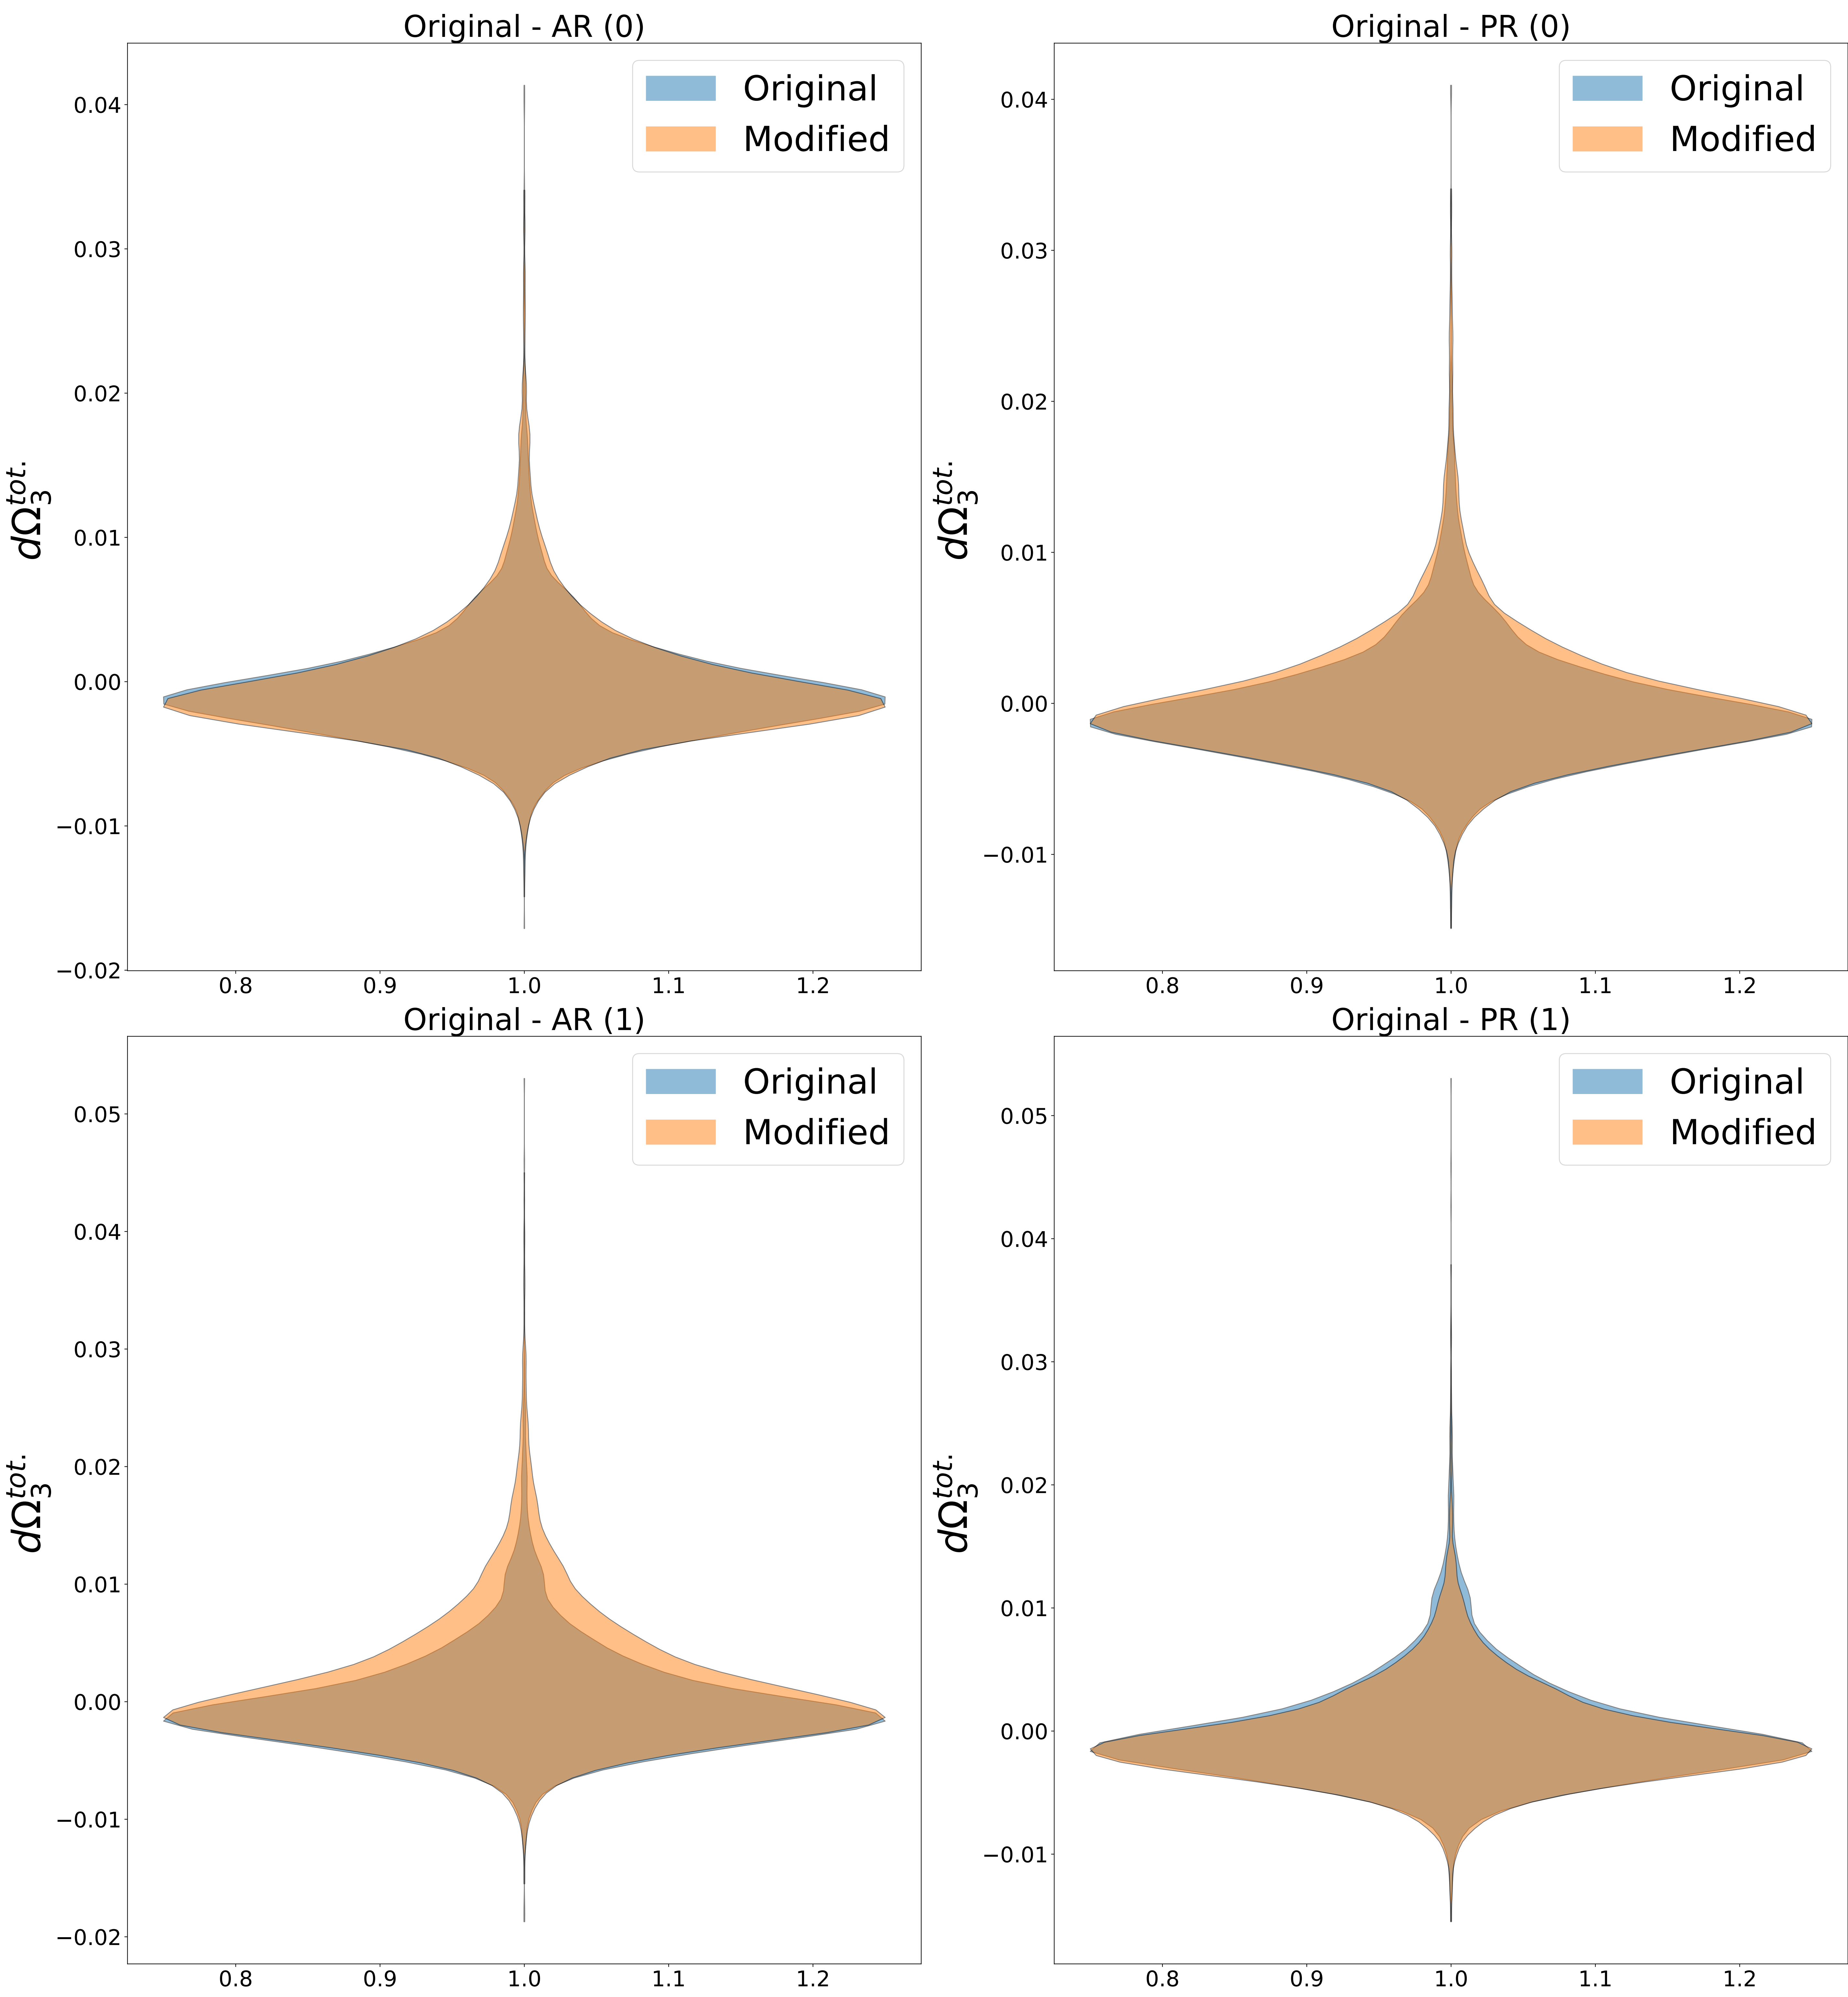 Original - AR (0)
Original
Modified
0.04
0.03
0.02
0.01
0.00
−0.01
−0.02
dΩ₃ᵗᵒᵗ·
0.8 0.9 1.0 1.1 1.2
Original - PR (0)
Original
Modified
0.04
0.03
0.02
0.01
0.00
−0.01
dΩ₃ᵗᵒᵗ·
0.8 0.9 1.0 1.1 1.2
Original - AR (1)
Original
Modified
0.05
0.04
0.03
0.02
0.01
0.00
−0.01
−0.02
dΩ₃ᵗᵒᵗ·
0.8 0.9 1.0 1.1 1.2
Original - PR (1)
Original
Modified
0.05
0.04
0.03
0.02
0.01
0.00
−0.01
dΩ₃ᵗᵒᵗ·
0.8 0.9 1.0 1.1 1.2